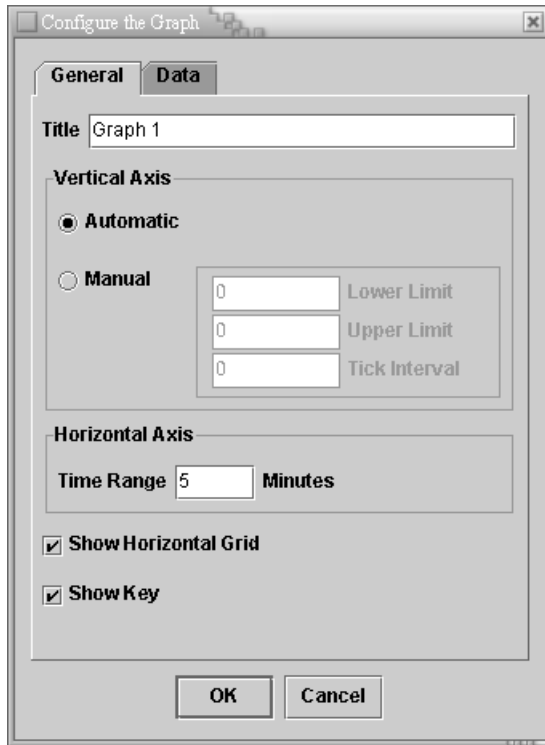 Configure the Graph
General Data
Title Graph 1
Vertical Axis
Automatic
Manual
0 Lower Limit
0 Upper Limit
0 Tick Interval
Horizontal Axis
Time Range 5 Minutes
Show Horizontal Grid
Show Key
OK Cancel